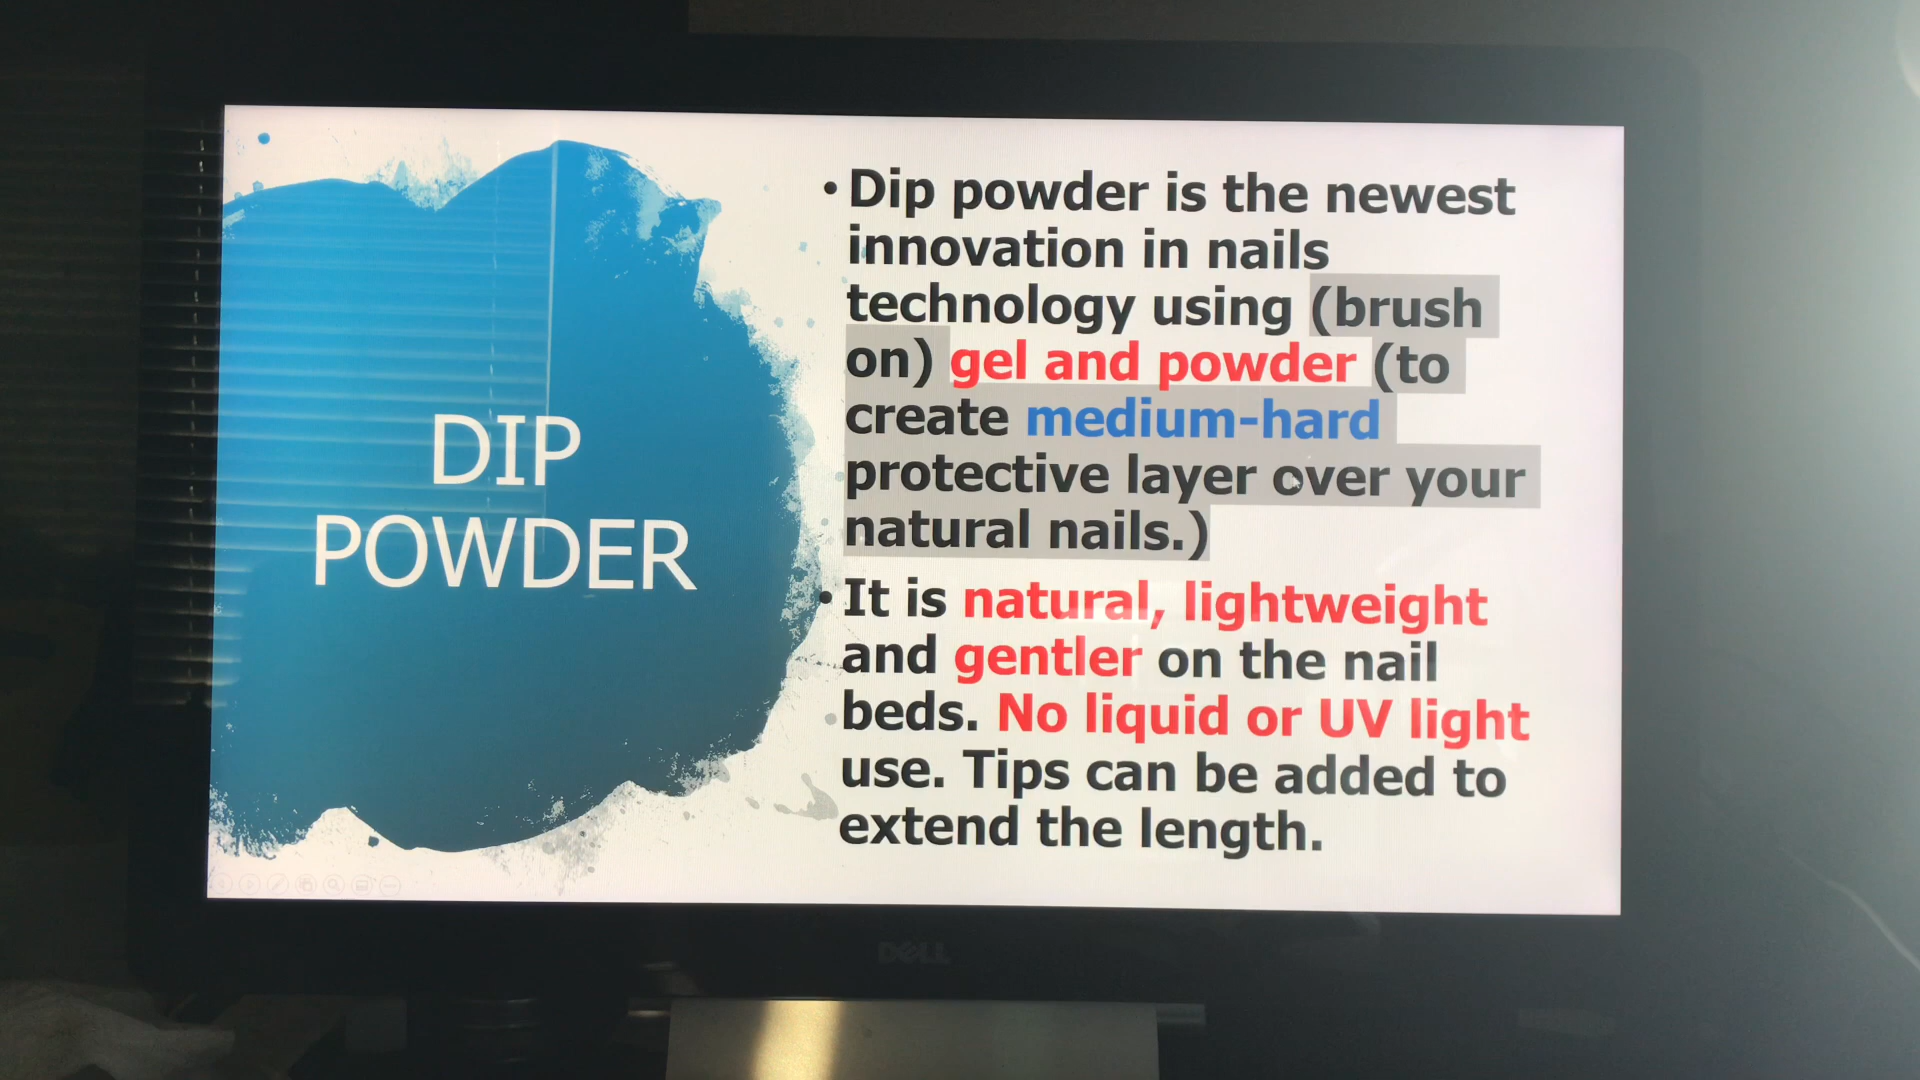 DIP
POWDER
• Dip powder is the newest
innovation in nails
technology using (brush
on) gel and powder (to
create medium-hard
protective layer over your
natural nails.)
• It is natural, lightweight
and gentler on the nail
beds. No liquid or UV light
use. Tips can be added to
extend the length.
DELL